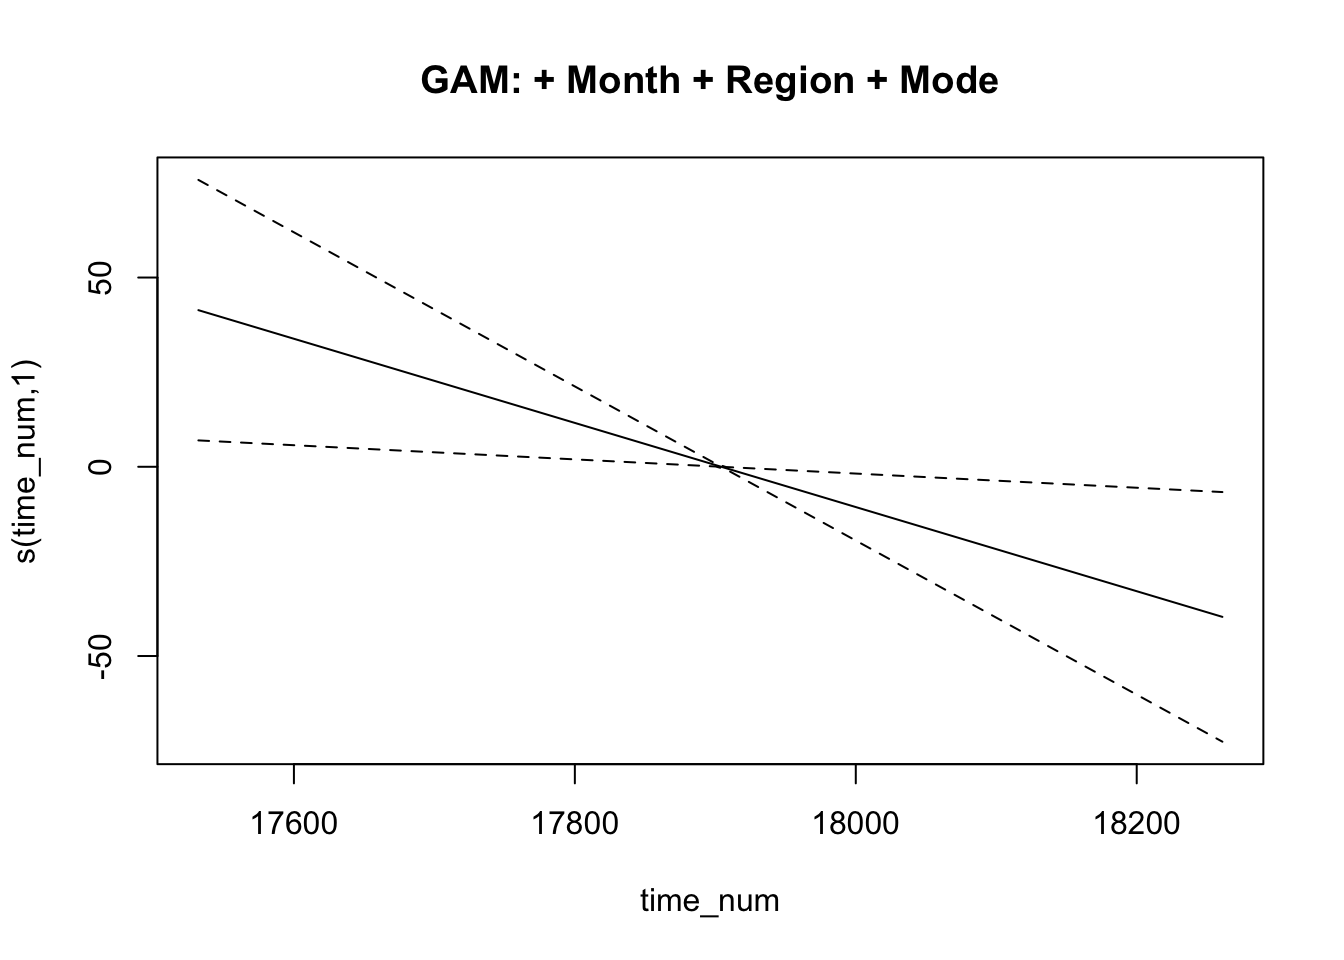 GAM: + Month + Region + Mode
s(time_num,1)
50
0
-50
17600 17800 18000 18200
time_num